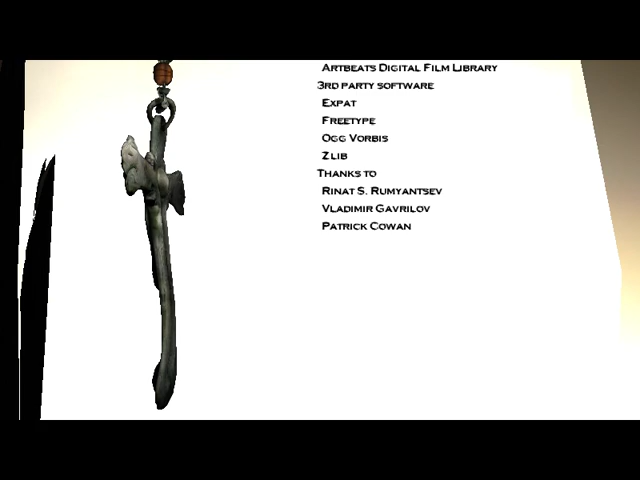 Artbeats Digital Film Library
3rd party software
Expat
Freetype
Ogg Vorbis
Zlib
Thanks to
Rinat S. Rumyantsev
Vladimir Gavrilov
Patrick Cowan